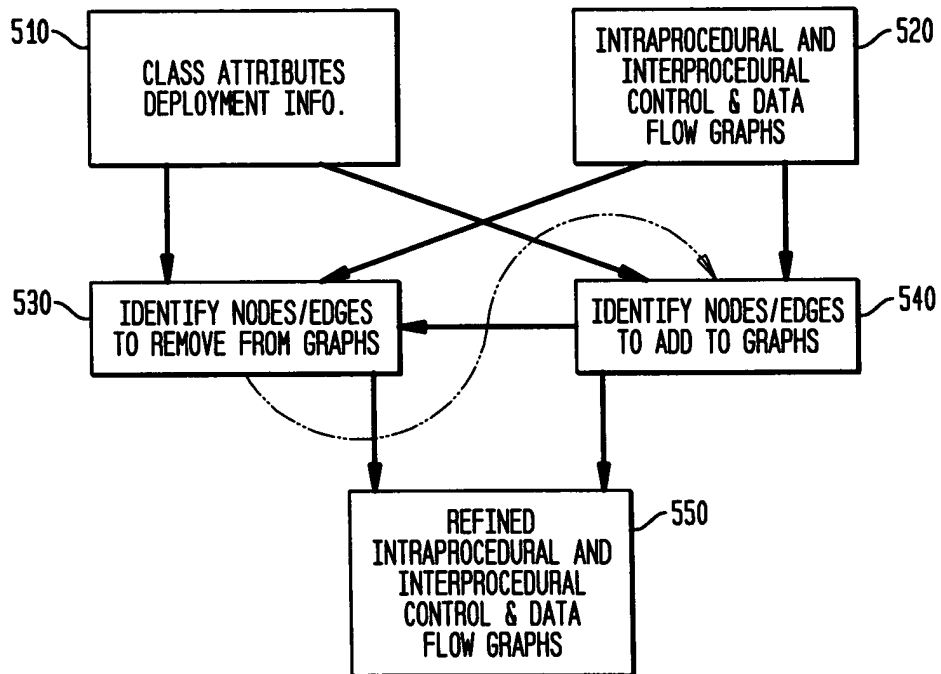 510
CLASS ATTRIBUTES
DEPLOYMENT INFO.
520
INTRAPROCEDURAL AND
INTERPROCEDURAL
CONTROL & DATA
FLOW GRAPHS
530
IDENTIFY NODES/EDGES
TO REMOVE FROM GRAPHS
540
IDENTIFY NODES/EDGES
TO ADD TO GRAPHS
550
REFINED
INTRAPROCEDURAL AND
INTERPROCEDURAL
CONTROL & DATA
FLOW GRAPHS